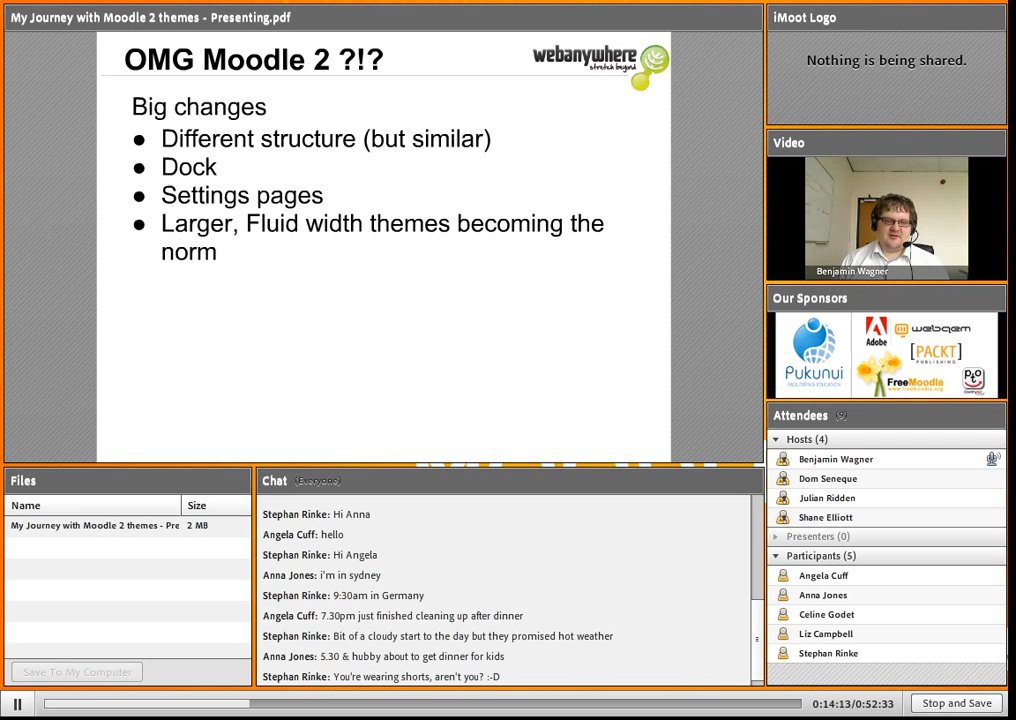 My Journey with Moodle 2 themes - Presenting.pdf
OMG Moodle 2 ?!?
webanywhere
stretch beyond
Big changes
● Different structure (but similar)
● Dock
● Settings pages
● Larger, Fluid width themes becoming the
norm
iMoot Logo
Nothing is being shared.
Video
Benjamin Wagner
Our Sponsors
Pukunui
FACILITATING EDUCATION
Adobe
webqem
[PACKT]
PUBLISHING
FreeMoodle
Attendees (9)
Hosts (4)
Benjamin Wagner
Dom Seneque
Julian Ridden
Shane Elliott
Presenters (0)
Participants (5)
Angela Cuff
Anna Jones
Celine Godet
Liz Campbell
Stephan Rinke
Files
Name Size
My Journey with Moodle 2 themes - Pre 2 MB
Save To My Computer
Chat (Everyone)
Stephan Rinke: Hi Anna
Angela Cuff: hello
Stephan Rinke: Hi Angela
Anna Jones: i'm in sydney
Stephan Rinke: 9:30am in Germany
Angela Cuff: 7.30pm just finished cleaning up after dinner
Stephan Rinke: Bit of a cloudy start to the day but they promised hot weather
Anna Jones: 5.30 & hubby about to get dinner for kids
Stephan Rinke: You're wearing shorts, aren't you? :-D
0:14:13/0:52:33
Stop and Save